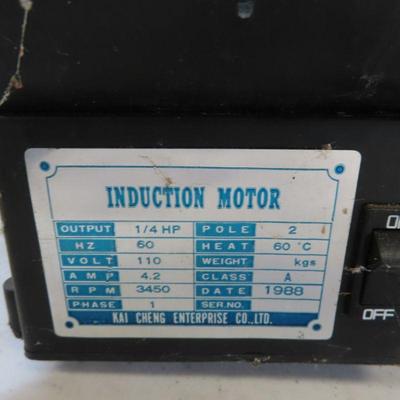 INDUCTION MOTOR
OUTPUT 1/4 HP POLE 2
HZ 60 HEAT 60 °C
VOLT 110 WEIGHT kgs
AMP 4.2 CLASS A
RPM 3450 DATE 1988
PHASE 1 SER.NO.
KAI CHENG ENTERPRISE CO.,LTD.
OFF